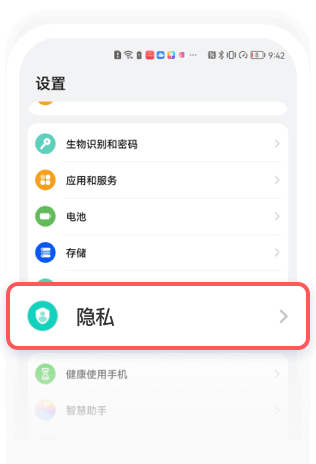 9:42
设置
生物识别和密码
应用和服务
电池
存储
隐私
健康使用手机
智慧助手